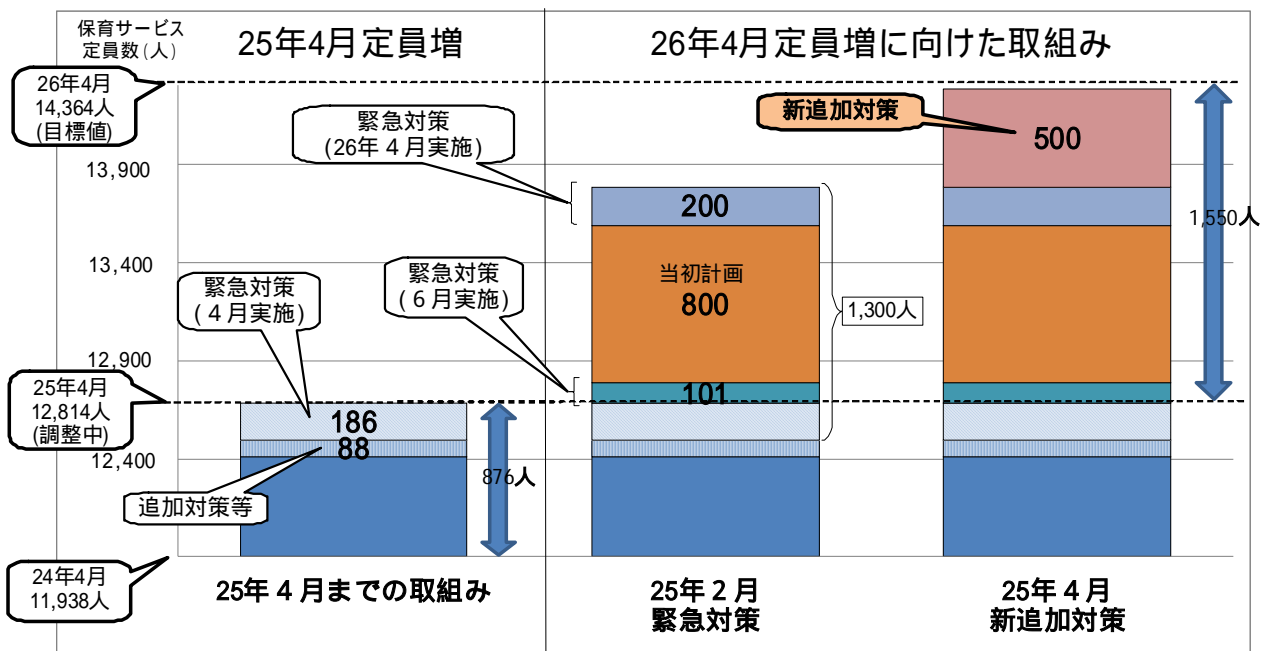 保育サービス
定員数(人)
25年4月定員増
26年4月定員増に向けた取組み
26年4月
14,364人
(目標値)
13,900
13,400
12,900
25年4月
12,814人
(調整中)
12,400
24年4月
11,938人
緊急対策
(4月実施)
186
88
追加対策等
876人
25年4月までの取組み
緊急対策
(26年4月実施)
緊急対策
(6月実施)
200
当初計画
800
101
1,300人
25年2月
緊急対策
新追加対策
500
1,550人
25年4月
新追加対策